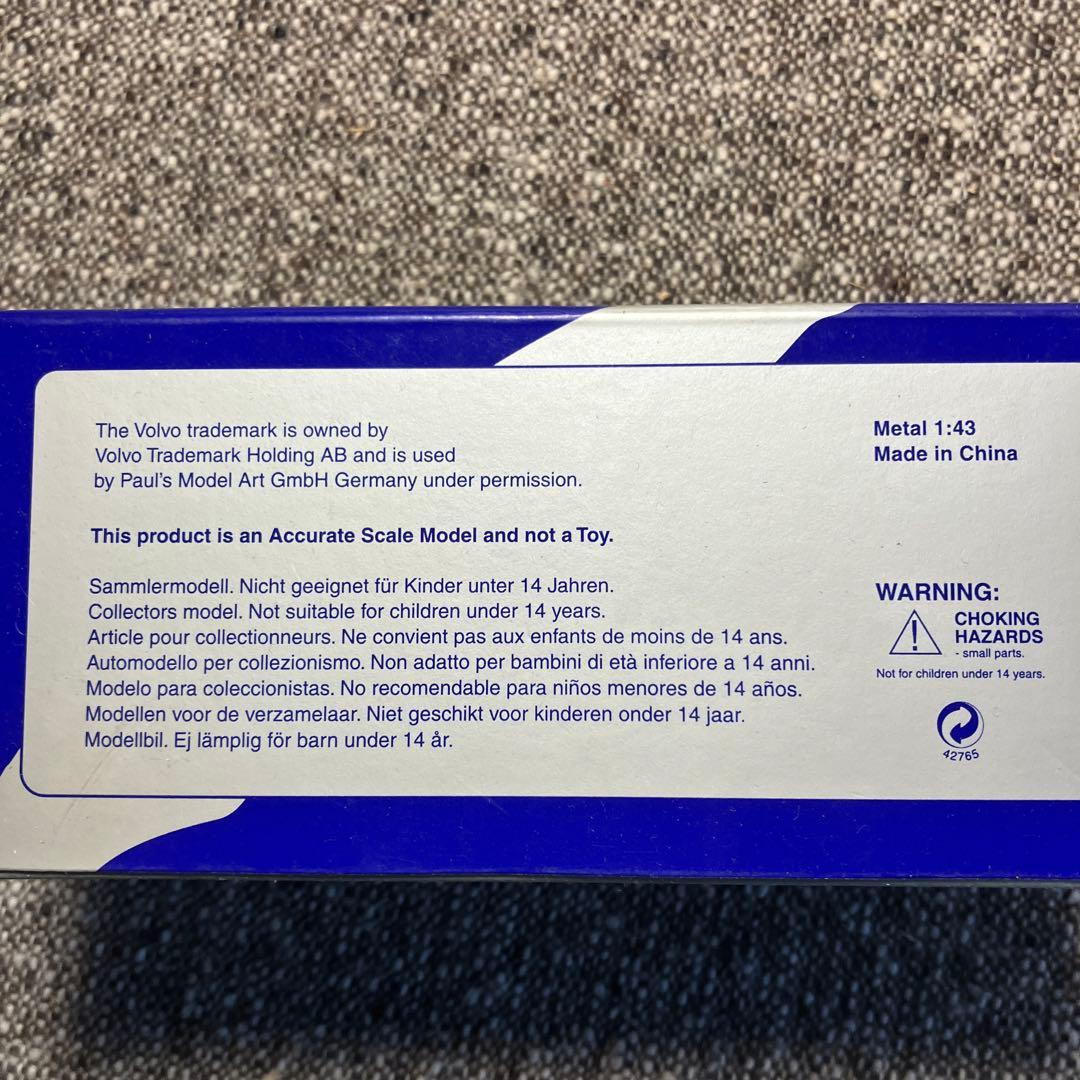 The Volvo trademark is owned by
Volvo Trademark Holding AB and is used
by Paul's Model Art GmbH Germany under permission.
Metal 1:43
Made in China
This product is an Accurate Scale Model and not a Toy.
Sammlermodell. Nicht geeignet für Kinder unter 14 Jahren.
Collectors model. Not suitable for children under 14 years.
Article pour collectionneurs. Ne convient pas aux enfants de moins de 14 ans.
Automodello per collezionismo. Non adatto per bambini di età inferiore a 14 anni.
Modelo para coleccionistas. No recomendable para niños menores de 14 años.
Modellen voor de verzamelaar. Niet geschikt voor kinderen onder 14 jaar.
Modellbil. Ej lämplig för barn under 14 år.
WARNING:
CHOKING
HAZARDS
- small parts.
Not for children under 14 years.
42765